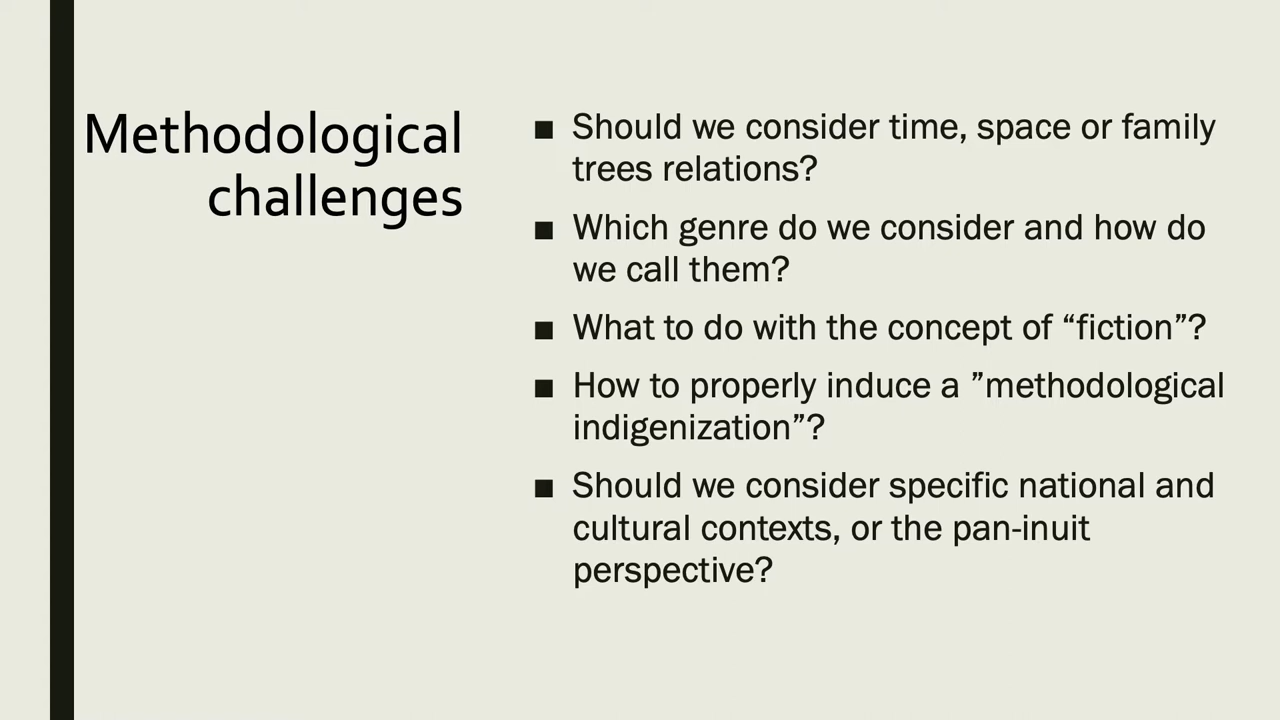 Methodological
challenges
■ Should we consider time, space or family
trees relations?
■ Which genre do we consider and how do
we call them?
■ What to do with the concept of “fiction”?
■ How to properly induce a ”methodological
indigenization”?
■ Should we consider specific national and
cultural contexts, or the pan-inuit
perspective?